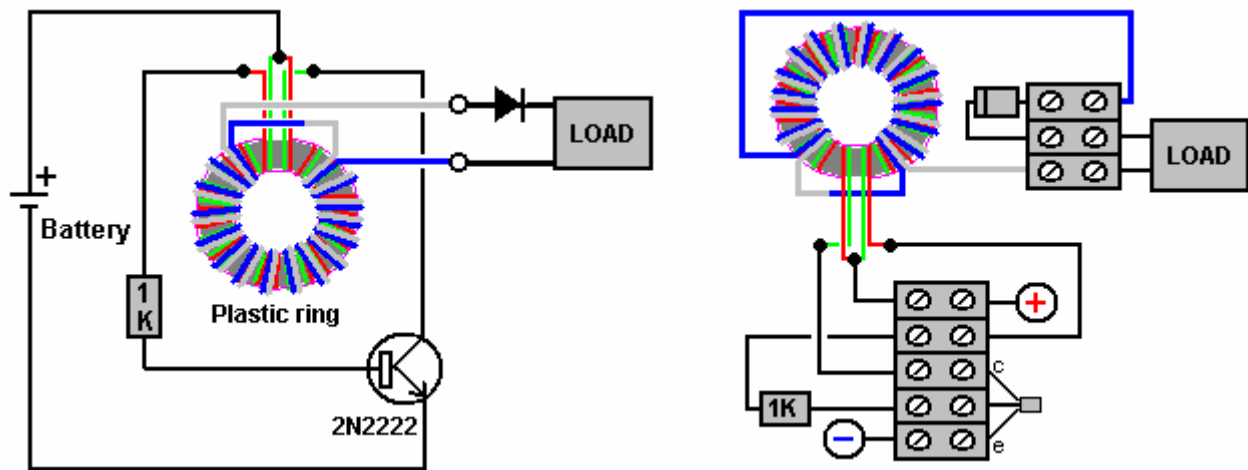 +
Battery
1
K
Plastic ring
2N2222
LOAD
LOAD
+
c
1K
−
e